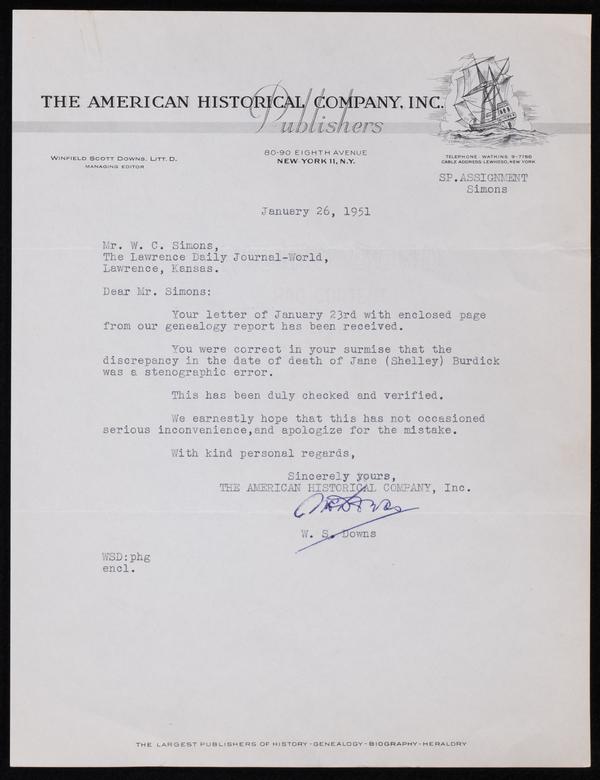 THE AMERICAN HISTORICAL COMPANY, INC.
Publishers
WINFIELD SCOTT DOWNS, LITT. D.
MANAGING EDITOR
80-90 EIGHTH AVENUE
NEW YORK 11, N.Y.
TELEPHONE WATKINS 9-7786
CABLE ADDRESS: LEWHISO, NEW YORK
SP.ASSIGNMENT
Simons
January 26, 1951
Mr. W. C. Simons,
The Lawrence Daily Journal-World,
Lawrence, Kansas.
Dear Mr. Simons:
Your letter of January 23rd with enclosed page
from our genealogy report has been received.
You were correct in your surmise that the
discrepancy in the date of death of Jane (Shelley) Burdick
was a stenographic error.
This has been duly checked and verified.
We earnestly hope that this has not occasioned
serious inconvenience,and apologize for the mistake.
With kind personal regards,
Sincerely yours,
THE AMERICAN HISTORICAL COMPANY, Inc.
W. S. Downs
WSD:phg
encl.
THE LARGEST PUBLISHERS OF HISTORY - GENEALOGY - BIOGRAPHY - HERALDRY